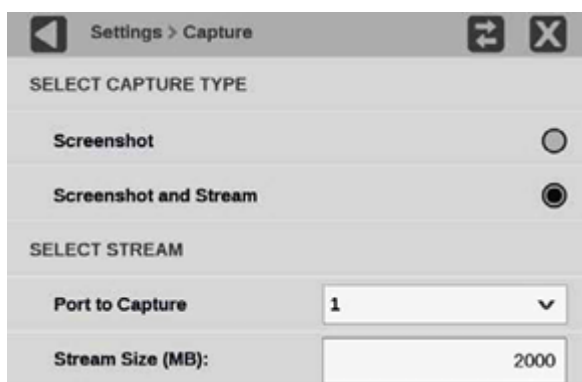 Settings > Capture
SELECT CAPTURE TYPE
Screenshot
Screenshot and Stream
SELECT STREAM
Port to Capture 1
Stream Size (MB): 2000